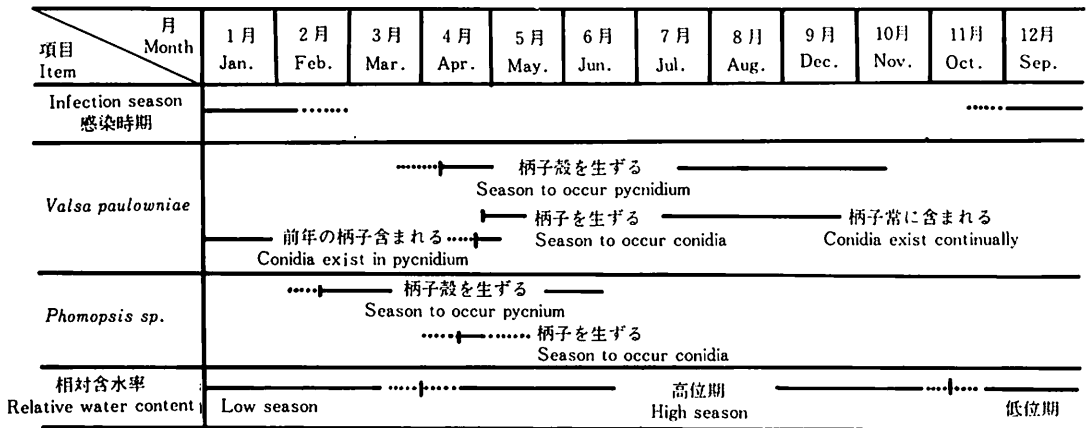 月
Month
項目
Item
1月 2月 3月 4月 5月 6月 7月 8月 9月 10月 11月 12月
Jan. Feb. Mar. Apr. May. Jun. Jul. Aug. Dec. Nov. Oct. Sep.
Infection season
感染時期
Valsa paulowniae
柄子殻を生ずる
Season to occur pycnidium
柄子を生ずる
Season to occur conidia
柄子常に含まれる
Conidia exist continually
前年の柄子含まれる
Conidia exist in pycnidium
Phomopsis sp.
柄子殻を生ずる
Season to occur pycnium
柄子を生ずる
Season to occur conidia
相対含水率
Relative water content
Low season
高位期
High season
低位期